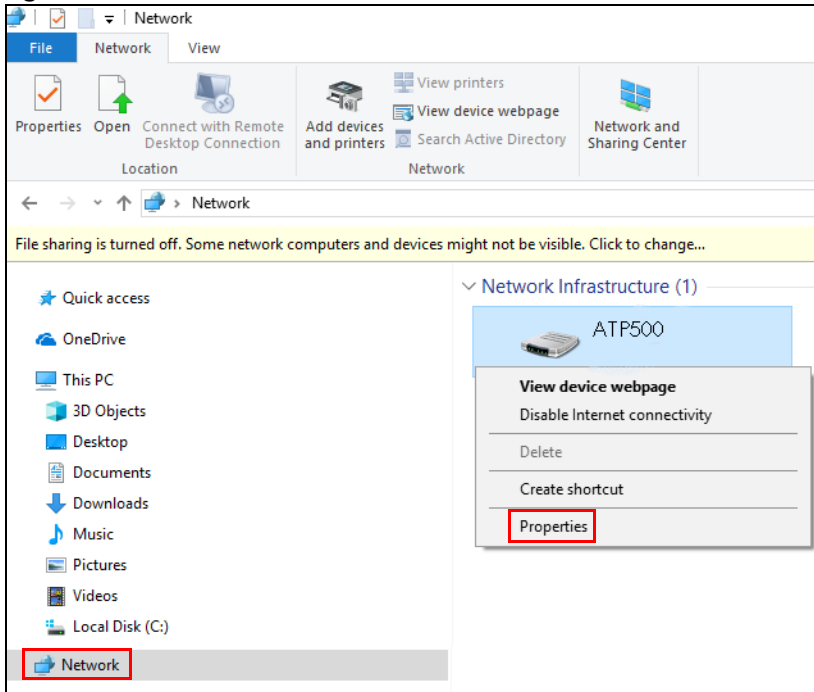 Network
File
Network
View
Properties
Open
Connect with Remote
Desktop Connection
Add devices
and printers
View printers
View device webpage
Search Active Directory
Network and
Sharing Center
Location
Network
Network
File sharing is turned off. Some network computers and devices might not be visible. Click to change...
Quick access
OneDrive
This PC
3D Objects
Desktop
Documents
Downloads
Music
Pictures
Videos
Local Disk (C:)
Network
Network Infrastructure (1)
ATP500
View device webpage
Disable Internet connectivity
Delete
Create shortcut
Properties